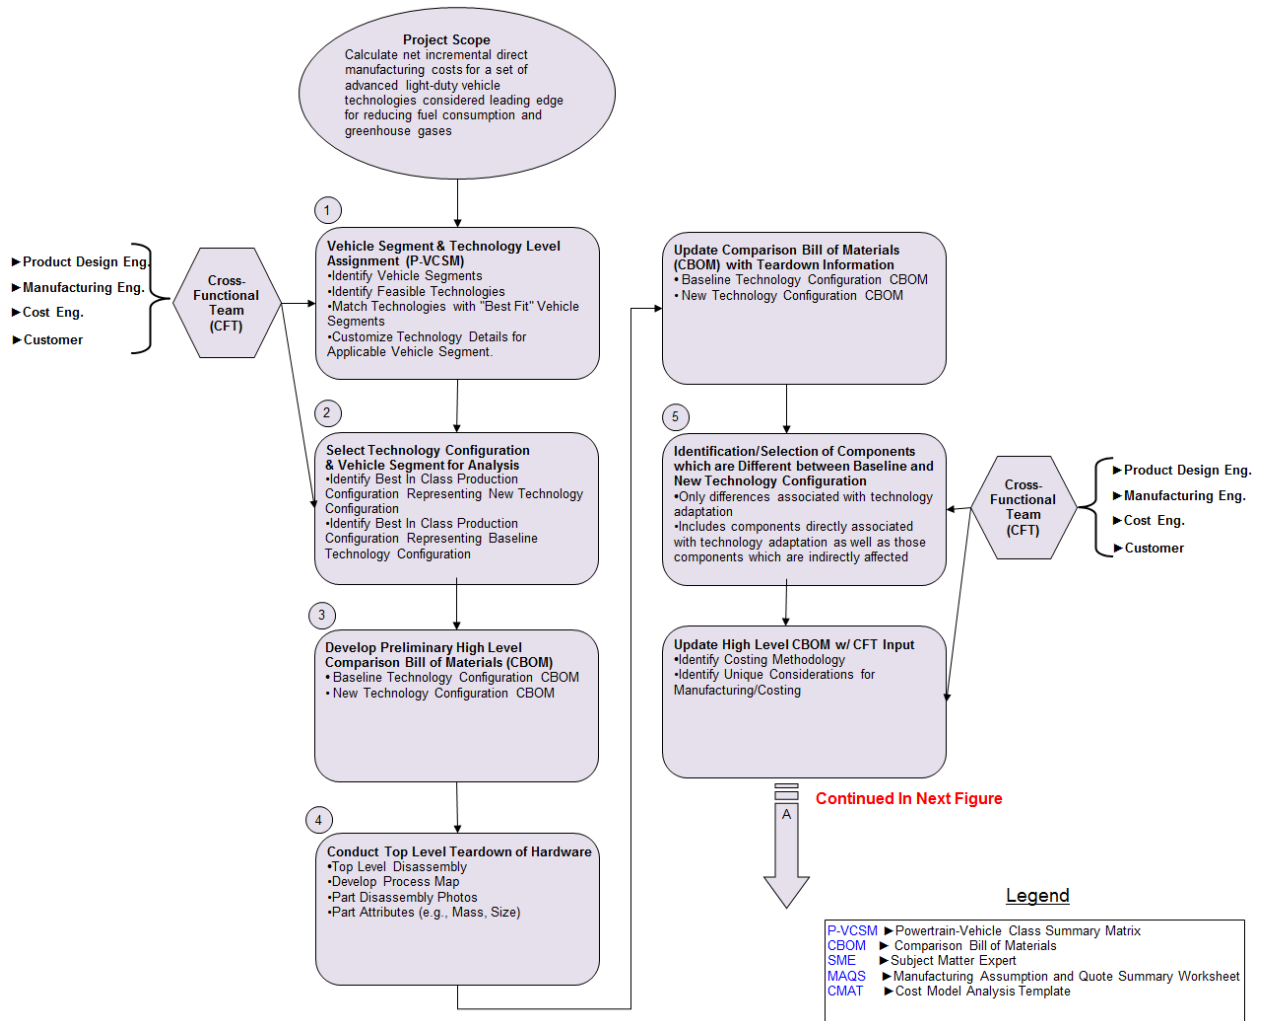 Project Scope
Calculate net incremental direct
manufacturing costs for a set of
advanced light-duty vehicle
technologies considered leading edge
for reducing fuel consumption and
greenhouse gases
1
Vehicle Segment & Technology Level
Assignment (P-VCSM)
•Identify Vehicle Segments
•Identify Feasible Technologies
•Match Technologies with "Best Fit" Vehicle
Segments
•Customize Technology Details for
Applicable Vehicle Segment.
►Product Design Eng.
►Manufacturing Eng.
►Cost Eng.
►Customer
Cross-
Functional
Team
(CFT)
2
Select Technology Configuration
& Vehicle Segment for Analysis
•Identify Best In Class Production
Configuration Representing New Technology
Configuration
•Identify Best In Class Production
Configuration Representing Baseline
Technology Configuration
3
Develop Preliminary High Level
Comparison Bill of Materials (CBOM)
• Baseline Technology Configuration CBOM
• New Technology Configuration CBOM
4
Conduct Top Level Teardown of Hardware
•Top Level Disassembly
•Develop Process Map
•Part Disassembly Photos
•Part Attributes (e.g., Mass, Size)
Update Comparison Bill of Materials
(CBOM) with Teardown Information
• Baseline Technology Configuration CBOM
• New Technology Configuration CBOM
5
Identification/Selection of Components
which are Different between Baseline and
New Technology Configuration
•Only differences associated with technology
adaptation
•Includes components directly associated
with technology adaptation as well as those
components which are indirectly affected
Cross-
Functional
Team
(CFT)
►Product Design Eng.
►Manufacturing Eng.
►Cost Eng.
►Customer
Update High Level CBOM w/ CFT Input
•Identify Costing Methodology
•Identify Unique Considerations for
Manufacturing/Costing
Continued In Next Figure
A
Legend
P-VCSM ►Powertrain-Vehicle Class Summary Matrix
CBOM ► Comparison Bill of Materials
SME ►Subject Matter Expert
MAQS ►Manufacturing Assumption and Quote Summary Worksheet
CMAT ►Cost Model Analysis Template